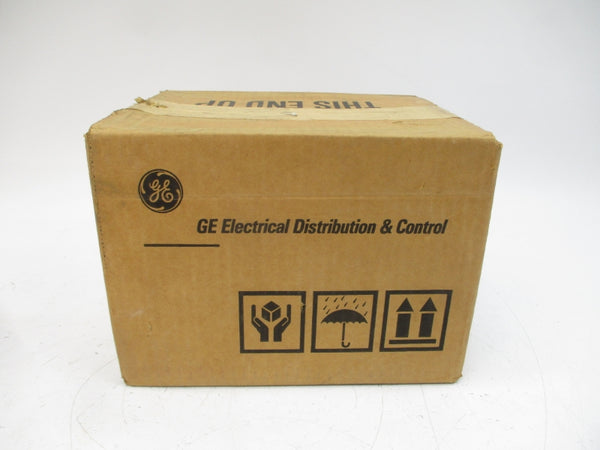 THIS END UP
GE
GE Electrical Distribution & Control